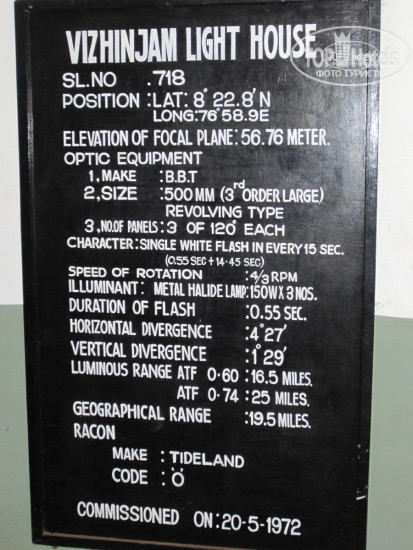 VIZHINJAM LIGHT HOUSE
SL.NO .718
POSITION : LAT: 8° 22.8' N
LONG: 76° 58.9 E
ELEVATION OF FOCAL PLANE: 56.76 METER.
OPTIC EQUIPMENT
1, MAKE : B.B.T
2, SIZE : 500 MM (3rd ORDER LARGE)
REVOLVING TYPE
3, NO.OF PANELS: 3 OF 120° EACH
CHARACTER: SINGLE WHITE FLASH IN EVERY 15 SEC.
(0.55 SEC + 14.45 SEC)
SPEED OF ROTATION : 4/3 RPM
ILLUMINANT: METAL HALIDE LAMP: 150W X 3 NOS.
DURATION OF FLASH : 0.55 SEC.
HORIZONTAL DIVERGENCE : 4° 27'
VERTICAL DIVERGENCE : 1° 29'
LUMINOUS RANGE ATF 0.60 : 16.5 MILES.
ATF 0.74 : 25 MILES.
GEOGRAPHICAL RANGE : 19.5 MILES.
RACON
MAKE : TIDELAND
CODE : Ö
COMMISSIONED ON: 20-5-1972
TopHotels
ФОТО ТУРИСТА